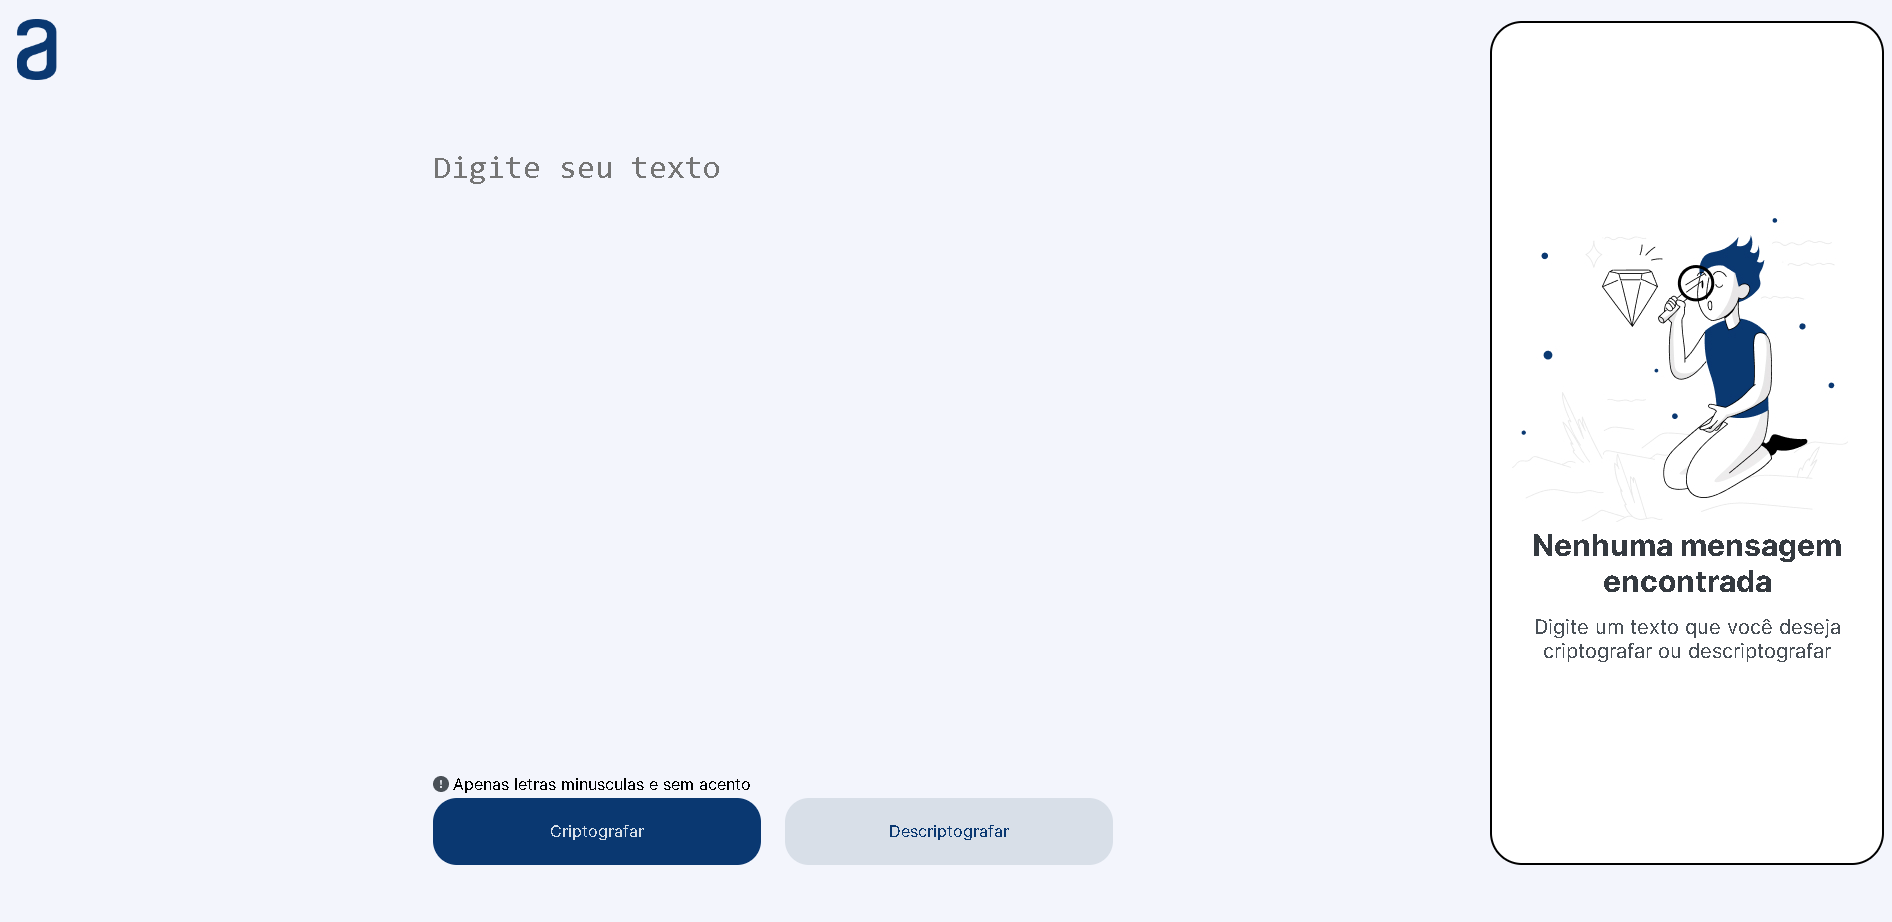 a
Digite seu texto
Apenas letras minusculas e sem acento
Criptografar
Descriptografar
Nenhuma mensagem
encontrada
Digite um texto que você deseja
criptografar ou descriptografar